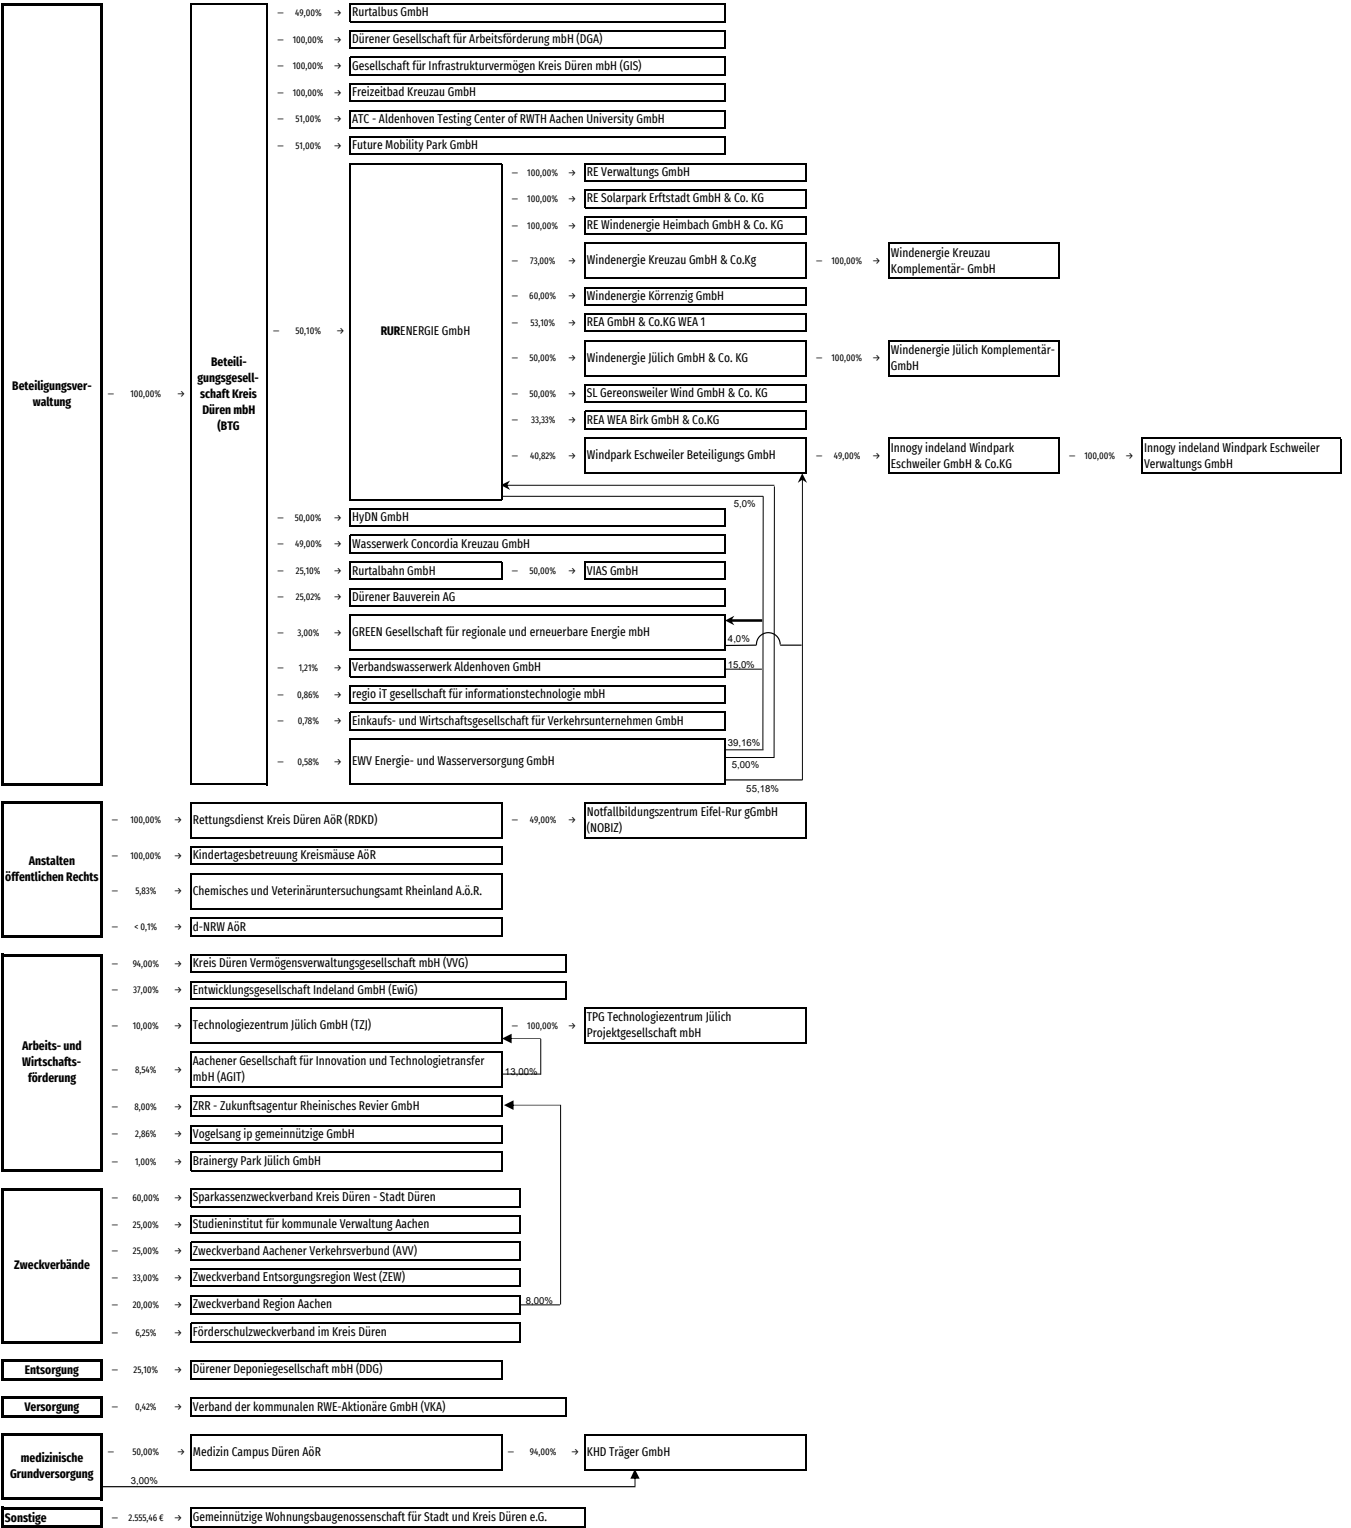 Beteiligungsver-
waltung
– 100,00% →
Beteili-
gungsgesell-
schaft Kreis
Düren mbH
(BTG
– 49,00% → Rurtalbus GmbH
– 100,00% → Dürener Gesellschaft für Arbeitsförderung mbH (DGA)
– 100,00% → Gesellschaft für Infrastrukturvermögen Kreis Düren mbH (GIS)
– 100,00% → Freizeitbad Kreuzau GmbH
– 51,00% → ATC - Aldenhoven Testing Center of RWTH Aachen University GmbH
– 51,00% → Future Mobility Park GmbH
– 50,10% → RURENERGIE GmbH
– 100,00% → RE Verwaltungs GmbH
– 100,00% → RE Solarpark Erftstadt GmbH & Co. KG
– 100,00% → RE Windenergie Heimbach GmbH & Co. KG
– 73,00% → Windenergie Kreuzau GmbH & Co.Kg
– 100,00% → Windenergie Kreuzau
Komplementär- GmbH
– 60,00% → Windenergie Körrenzig GmbH
– 53,10% → REA GmbH & Co.KG WEA 1
– 50,00% → Windenergie Jülich GmbH & Co. KG
– 100,00% → Windenergie Jülich Komplementär-
GmbH
– 50,00% → SL Gereonsweiler Wind GmbH & Co. KG
– 33,33% → REA WEA Birk GmbH & Co.KG
– 40,82% → Windpark Eschweiler Beteiligungs GmbH
– 49,00% → Innogy indeland Windpark
Eschweiler GmbH & Co.KG
– 100,00% → Innogy indeland Windpark Eschweiler
Verwaltungs GmbH
5,0%
– 50,00% → HyDN GmbH
– 49,00% → Wasserwerk Concordia Kreuzau GmbH
– 25,10% → Rurtalbahn GmbH – 50,00% → VIAS GmbH
– 25,02% → Dürener Bauverein AG
– 3,00% → GREEN Gesellschaft für regionale und erneuerbare Energie mbH
4,0%
– 1,21% → Verbandswasserwerk Aldenhoven GmbH
15,0%
– 0,86% → regio iT gesellschaft für informationstechnologie mbH
– 0,78% → Einkaufs- und Wirtschaftsgesellschaft für Verkehrsunternehmen GmbH
– 0,58% → EWV Energie- und Wasserversorgung GmbH
39,16%
5,00%
55,18%
Anstalten
öffentlichen Rechts
– 100,00% → Rettungsdienst Kreis Düren AöR (RDKD)
– 49,00% → Notfallbildungszentrum Eifel-Rur gGmbH
(NOBIZ)
– 100,00% → Kindertagesbetreuung Kreismäuse AöR
– 5,83% → Chemisches und Veterinäruntersuchungsamt Rheinland A.ö.R.
– < 0,1% → d-NRW AöR
Arbeits- und
Wirtschafts-
förderung
– 94,00% → Kreis Düren Vermögensverwaltungsgesellschaft mbH (VVG)
– 37,00% → Entwicklungsgesellschaft Indeland GmbH (EwiG)
– 10,00% → Technologiezentrum Jülich GmbH (TZJ)
– 100,00% → TPG Technologiezentrum Jülich
Projektgesellschaft mbH
– 8,54% → Aachener Gesellschaft für Innovation und Technologietransfer
mbH (AGIT)
13,00%
– 8,00% → ZRR - Zukunftsagentur Rheinisches Revier GmbH
– 2,86% → Vogelsang ip gemeinnützige GmbH
– 1,00% → Brainergy Park Jülich GmbH
Zweckverbände
– 60,00% → Sparkassenzweckverband Kreis Düren - Stadt Düren
– 25,00% → Studieninstitut für kommunale Verwaltung Aachen
– 25,00% → Zweckverband Aachener Verkehrsverbund (AVV)
– 33,00% → Zweckverband Entsorgungsregion West (ZEW)
– 20,00% → Zweckverband Region Aachen
8,00%
– 6,25% → Förderschulzweckverband im Kreis Düren
Entsorgung
– 25,10% → Dürener Deponiegesellschaft mbH (DDG)
Versorgung
– 0,42% → Verband der kommunalen RWE-Aktionäre GmbH (VKA)
medizinische
Grundversorgung
– 50,00% → Medizin Campus Düren AöR
– 94,00% → KHD Träger GmbH
3,00%
Sonstige
– 2.555,46 € → Gemeinnützige Wohnungsbaugenossenschaft für Stadt und Kreis Düren e.G.